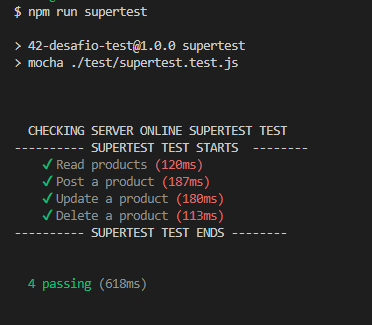 $ npm run supertest
> 42-desafio-test@1.0.0 supertest
> mocha ./test/supertest.test.js
CHECKING SERVER ONLINE SUPERTEST TEST
---------- SUPERTEST TEST STARTS  --------
✔ Read products (120ms)
✔ Post a product (187ms)
✔ Update a product (180ms)
✔ Delete a product (113ms)
---------- SUPERTEST TEST ENDS --------
4 passing (618ms)